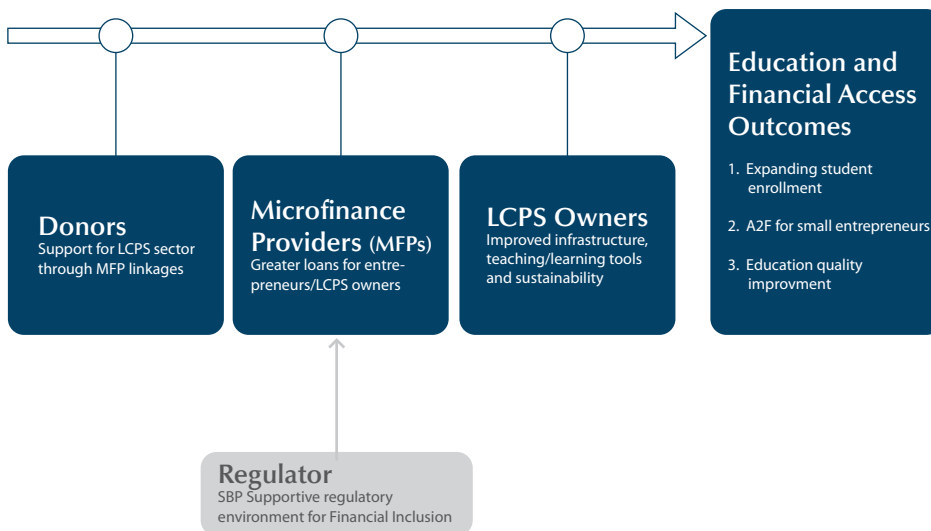 Donors
Support for LCPS sector
through MFP linkages
Microfinance
Providers (MFPs)
Greater loans for entre-
preneurs/LCPS owners
LCPS Owners
Improved infrastructure,
teaching/learning tools
and sustainability
Education and
Financial Access
Outcomes
1. Expanding student
enrollment
2. A2F for small entrepreneurs
3. Education quality
improvment
Regulator
SBP Supportive regulatory
environment for Financial Inclusion